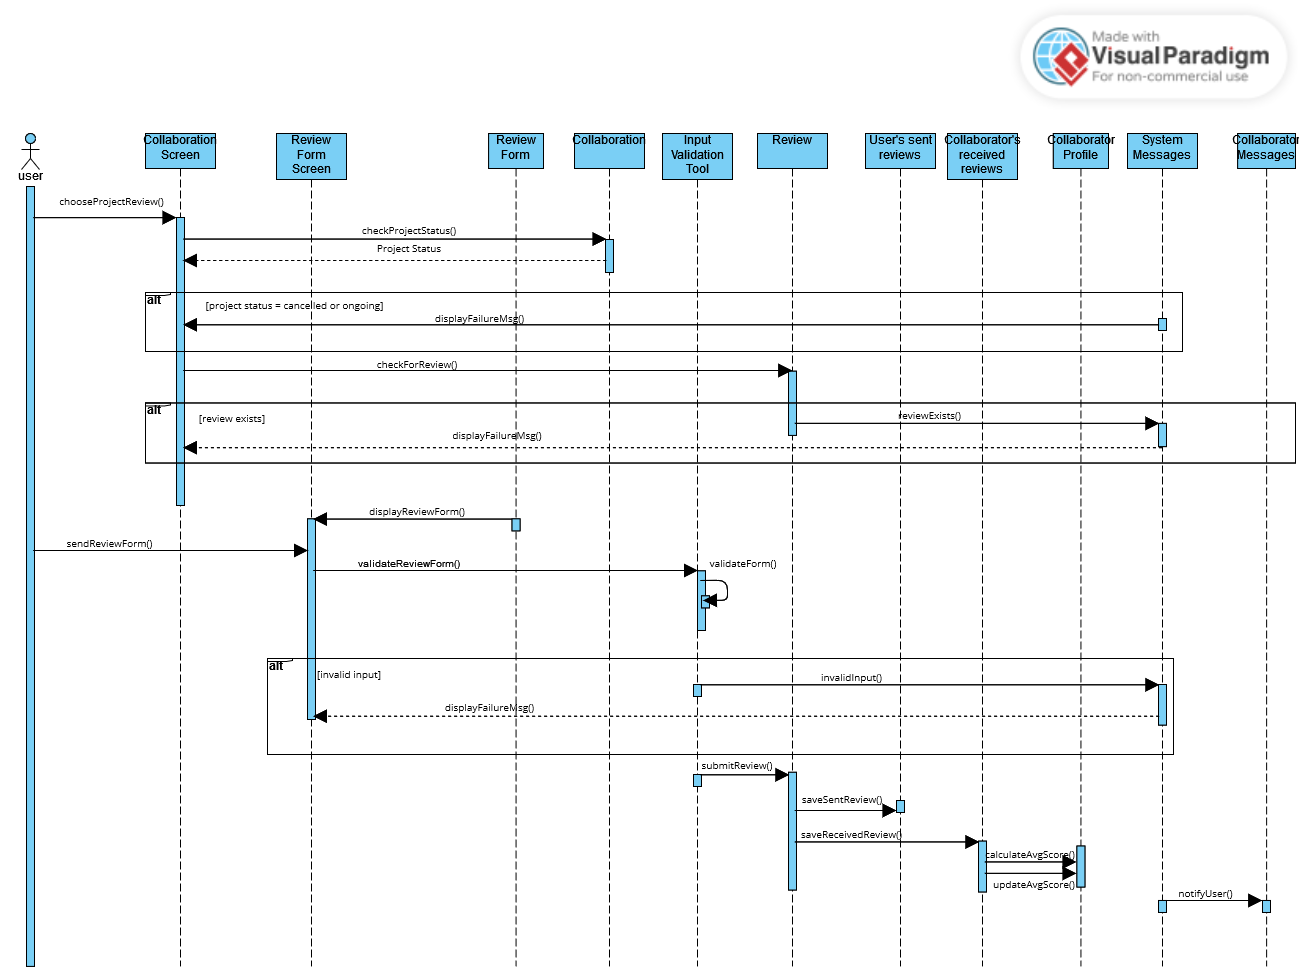 Made with
Visual Paradigm
For non-commercial use
user
Collaboration
Screen
Review
Form
Screen
Review
Form
Collaboration
Input
Validation
Tool
Review
User's sent
reviews
Collaborator's
received
reviews
Collaborator
Profile
System
Messages
Collaborator
Messages
chooseProjectReview()
checkProjectStatus()
Project Status
alt
[project status = cancelled or ongoing]
displayFailureMsg()
checkForReview()
alt
[review exists]
reviewExists()
displayFailureMsg()
displayReviewForm()
sendReviewForm()
validateReviewForm()
validateForm()
alt
[invalid input]
invalidInput()
displayFailureMsg()
submitReview()
saveSentReview()
saveReceivedReview()
calculateAvgScore()
updateAvgScore()
notifyUser()